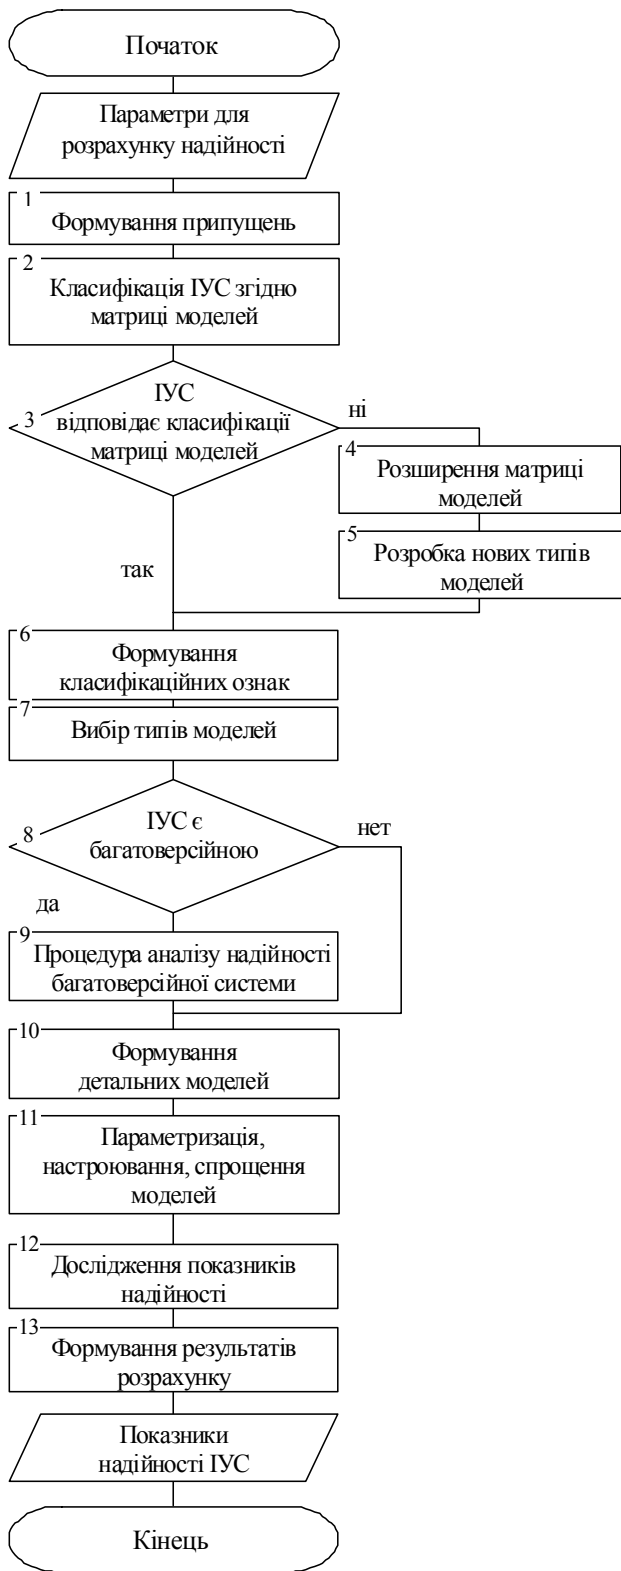 Початок
Параметри для
розрахунку надійності
1
Формування припущень
2
Класифікація ІУС згідно
матриці моделей
3
ІУС
відповідає класифікації
матриці моделей
ні
4
Розширення матриці
моделей
5
Розробка нових типів
моделей
так
6
Формування
класифікаційних ознак
7
Вибір типів моделей
8
ІУС є
багатоверсійною
нет
да
9
Процедура аналізу надійності
багатоверсійної системи
10
Формування
детальних моделей
11
Параметризація,
настроювання, спрощення
моделей
12
Дослідження показників
надійності
13
Формування результатів
розрахунку
Показники
надійності ІУС
Кінець